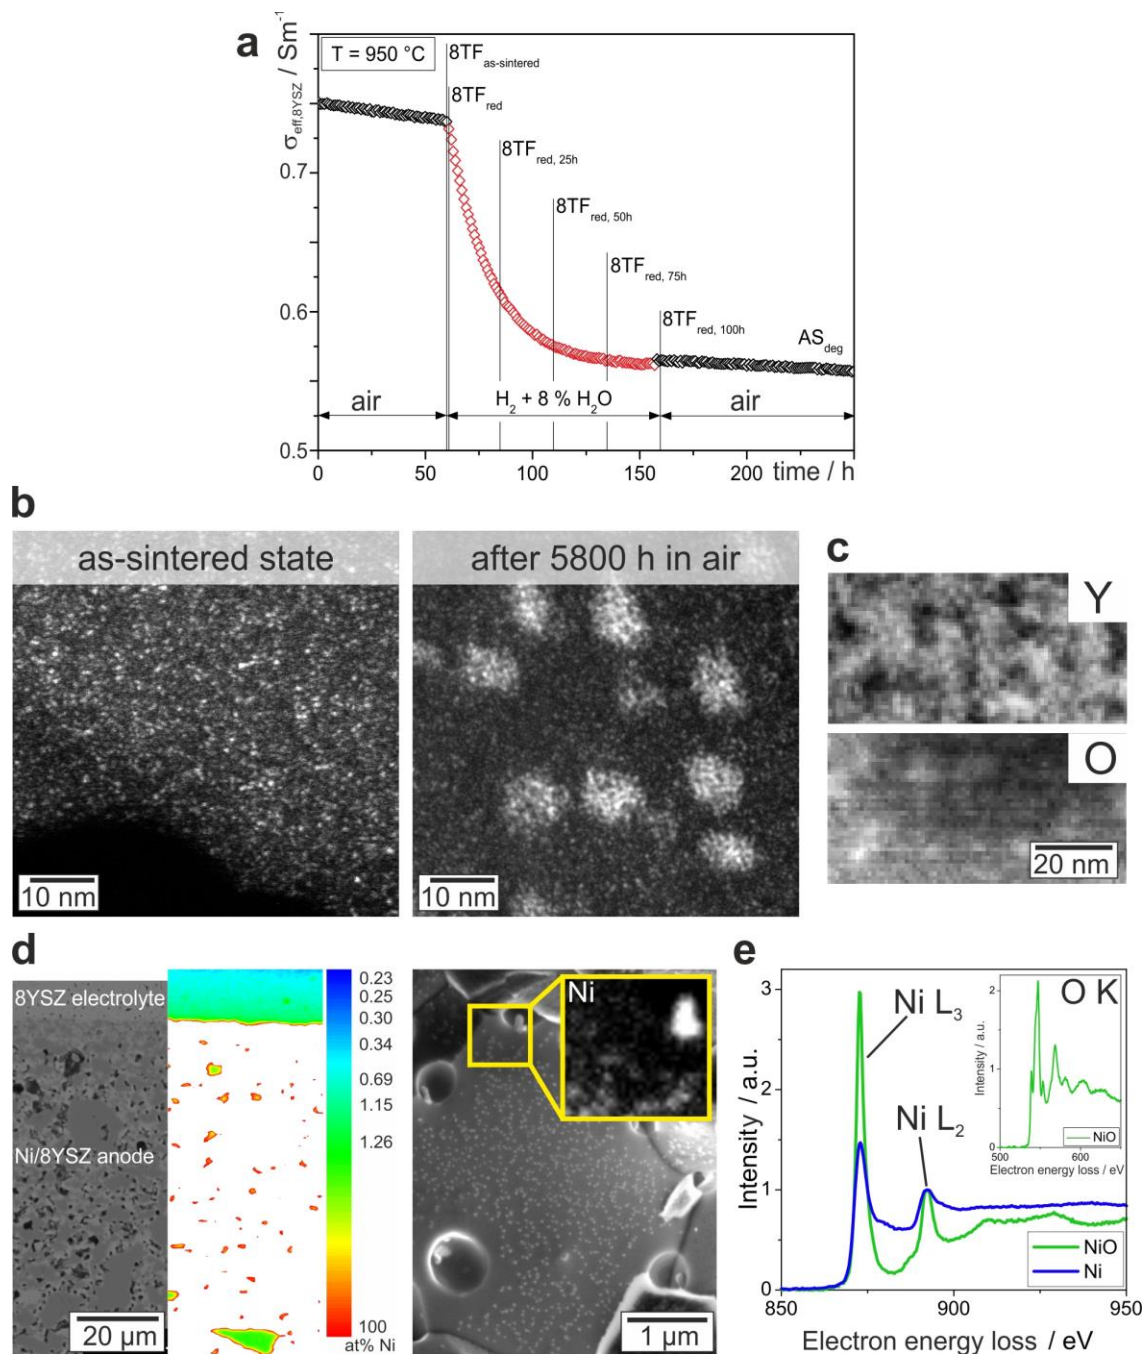 a
T = 950 °C
σeff,8YSZ / Sm-1
8TFas-sintered
8TFred
8TFred, 25h
8TFred, 50h
8TFred, 75h
8TFred, 100h
ASdeg
0.7
0.6
0.5
air
H2 + 8 % H2O
air
0 50 100 150 200 time / h
b
as-sintered state
10 nm
after 5800 h in air
10 nm
c
Y
O
20 nm
d
8YSZ electrolyte
Ni/8YSZ anode
20 µm
0.23
0.25
0.30
0.34
0.69
1.15
1.26
100
at% Ni
Ni
1 µm
e
Intensity / a.u.
3
2
1
0
Ni L3
Ni L2
O K
Intensity / a.u.
2
1
0
NiO
500 600
Electron energy loss / eV
NiO
Ni
850 900 950
Electron energy loss / eV